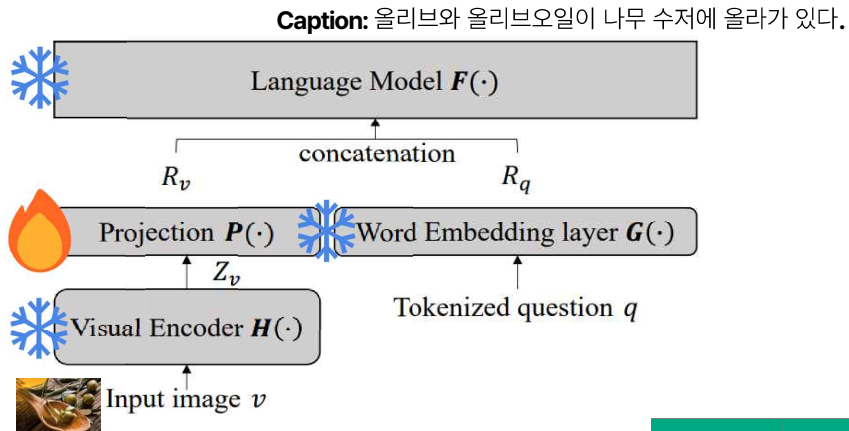 Caption: 올리브와 올리브오일이 나무 수저에 올라가 있다.
Language Model F(·)
concatenation
R_v R_q
Projection P(·) Word Embedding layer G(·)
Z_v
Tokenized question q
Visual Encoder H(·)
Input image v